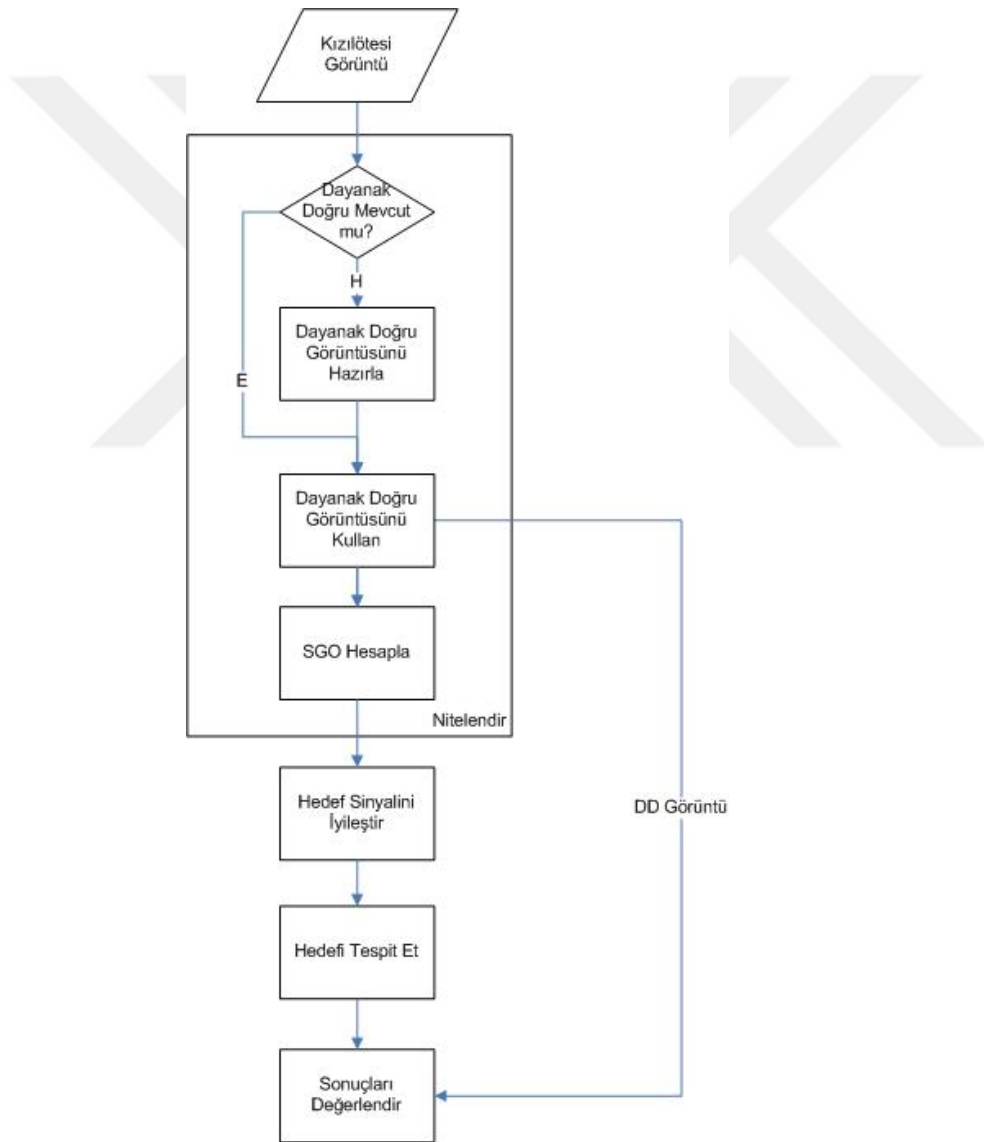 Kızılötesi
Görüntü
Dayanak
Doğru Mevcut
mu?
H
Dayanak Doğru
Görüntüsünü
Hazırla
E
Dayanak Doğru
Görüntüsünü
Kullan
SGO Hesapla
Nitelendir
Hedef Sinyalini
İyileştir
DD Görüntü
Hedefi Tespit Et
Sonuçları
Değerlendir